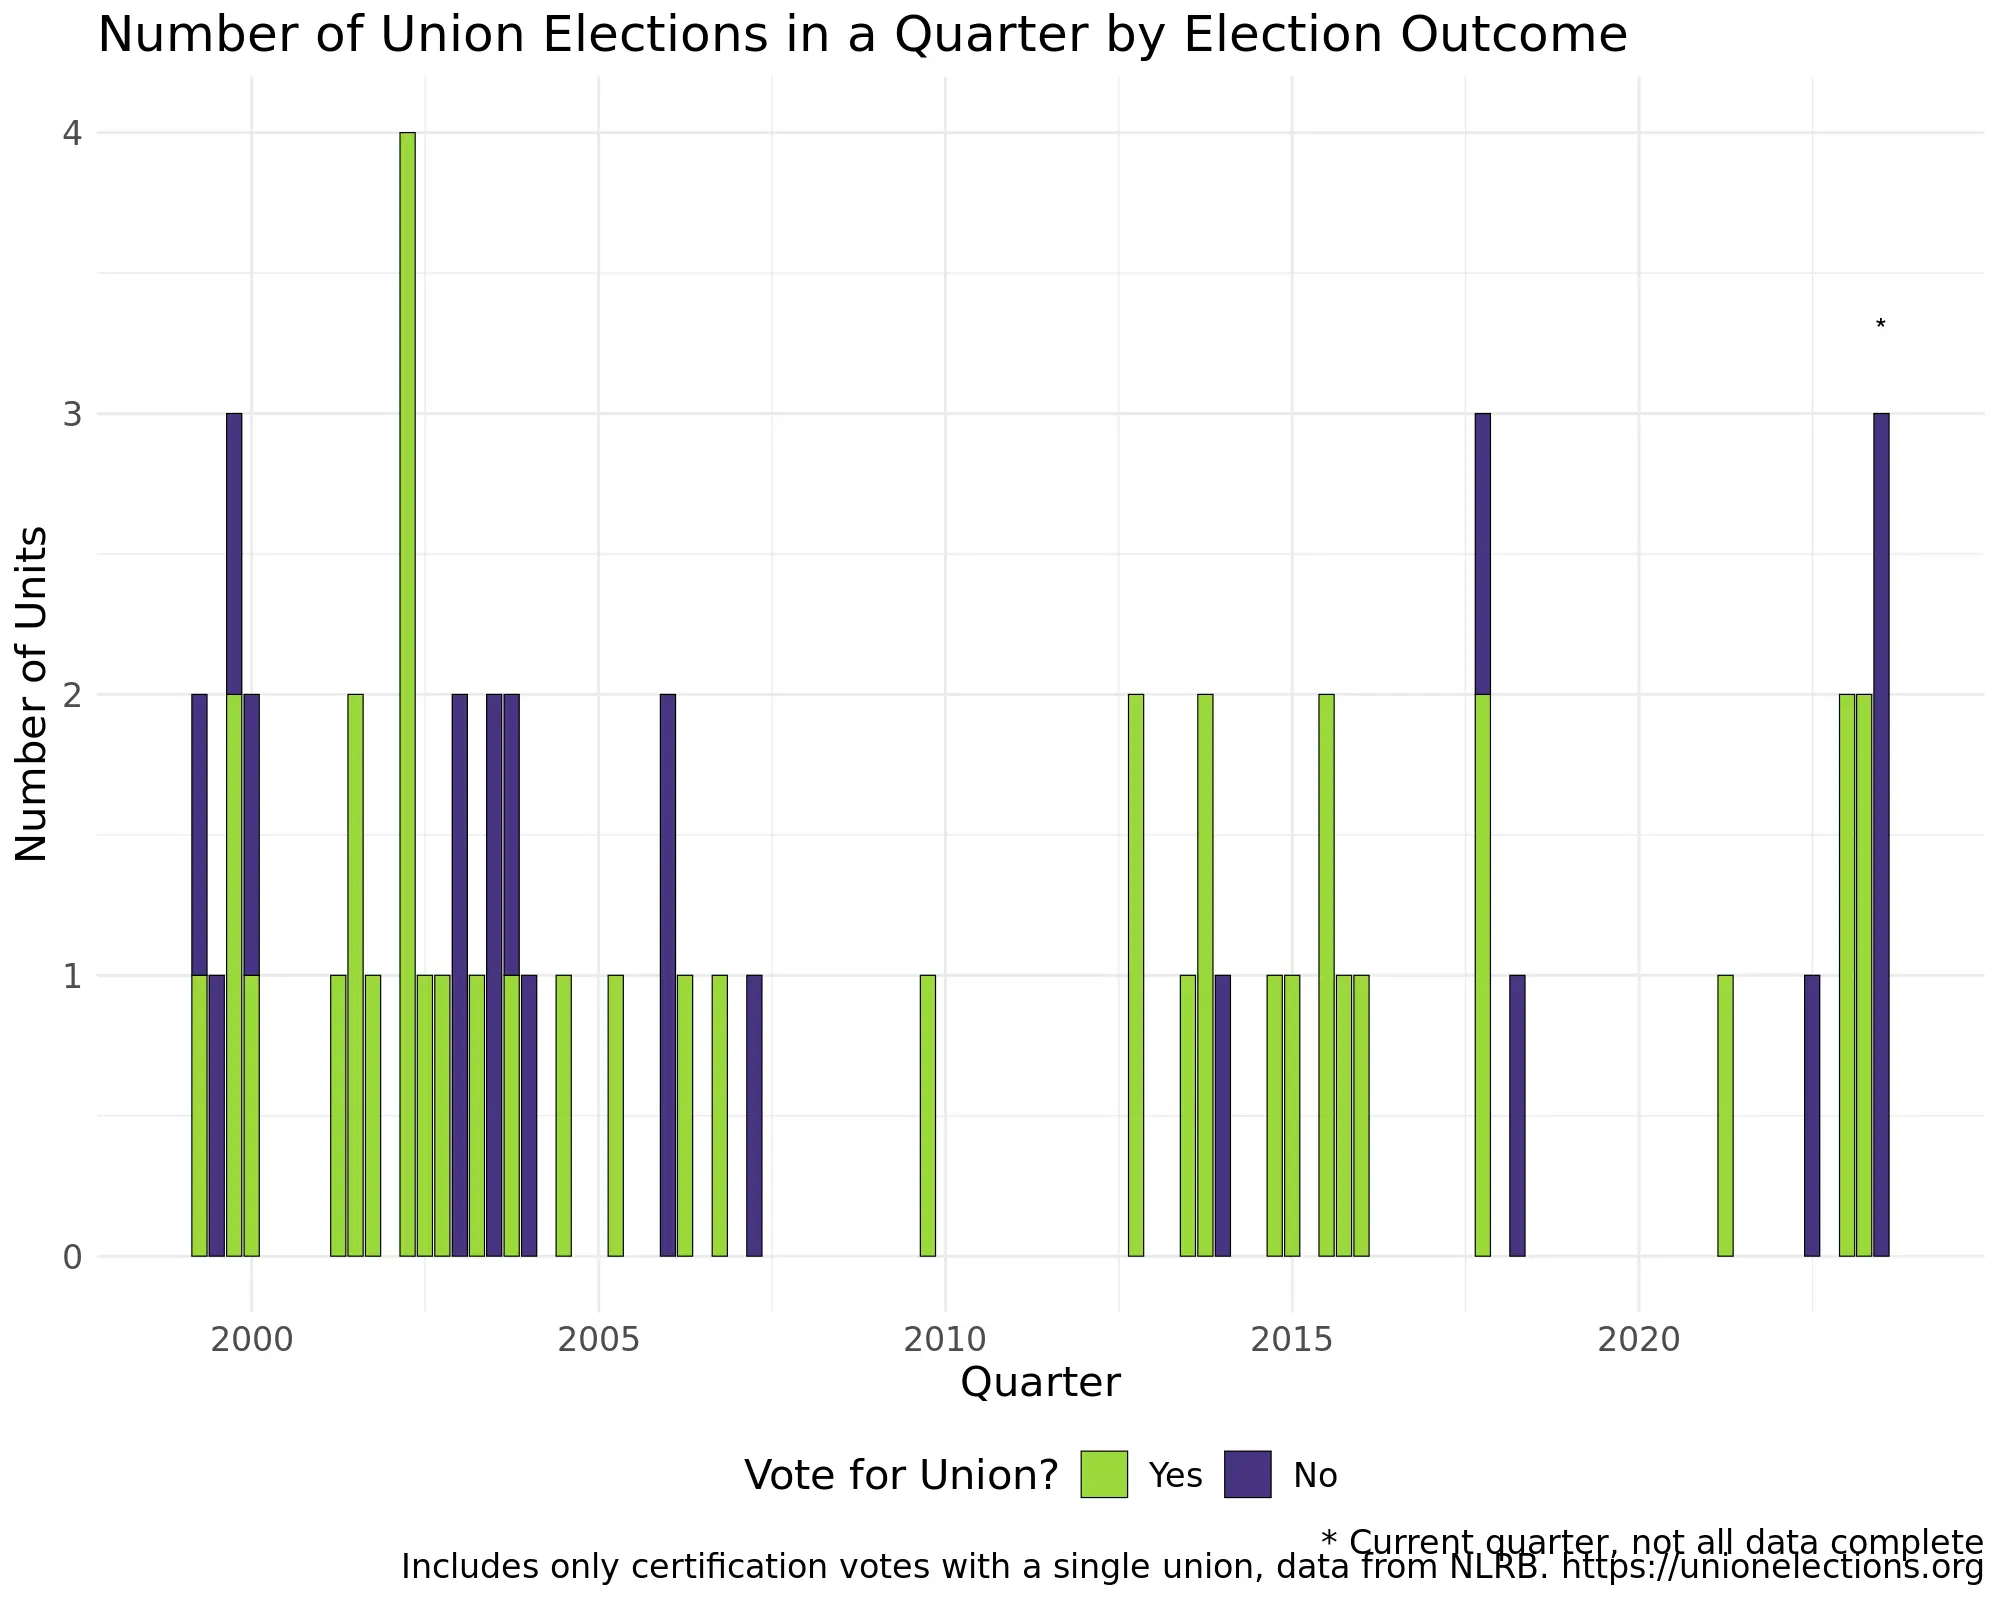 Number of Union Elections in a Quarter by Election Outcome
4
*
3
Number of Units
2
1
0
2000 2005 2010 2015 2020
Quarter
Vote for Union? Yes No
* Current quarter, not all data complete
Includes only certification votes with a single union, data from NLRB. https://unionelections.org